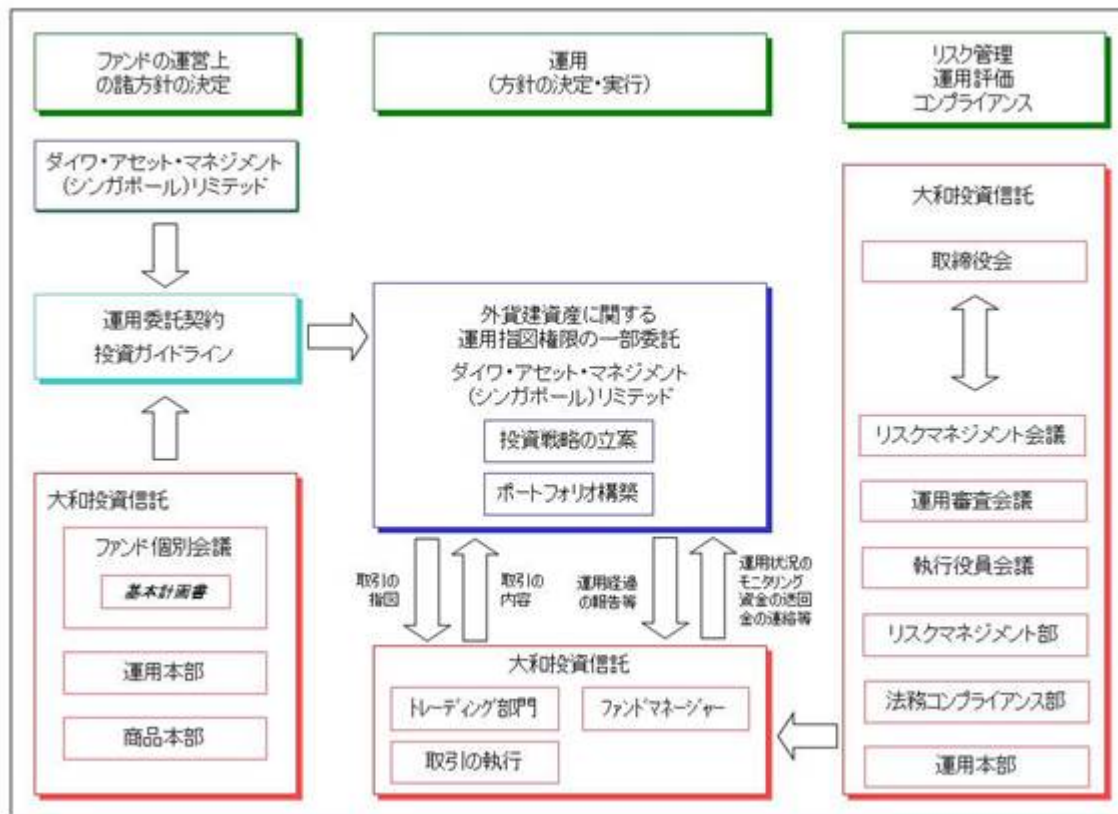 ファンドの運営上
の諸方針の決定
運用
(方針の決定・実行)
リスク管理
運用評価
コンプライアンス
ダイワ・アセット・マネジメント
(シンガポール)リミテッド
運用委託契約
投資ガイドライン
大和投資信託
ファンド個別会議
基本計画書
運用本部
商品本部
外貨建資産に関する
運用指図権限の一部委託
ダイワ・アセット・マネジメント
(シンガポール)リミテッド
投資戦略の立案
ポートフォリオ構築
取引の
指図
取引の
内容
運用経過
の報告等
運用状況の
モニタリング
資金の送回
金の連絡等
大和投資信託
トレーディング部門
ファンドマネージャー
取引の執行
大和投資信託
取締役会
リスクマネジメント会議
運用審査会議
執行役員会議
リスクマネジメント部
法務コンプライアンス部
運用本部